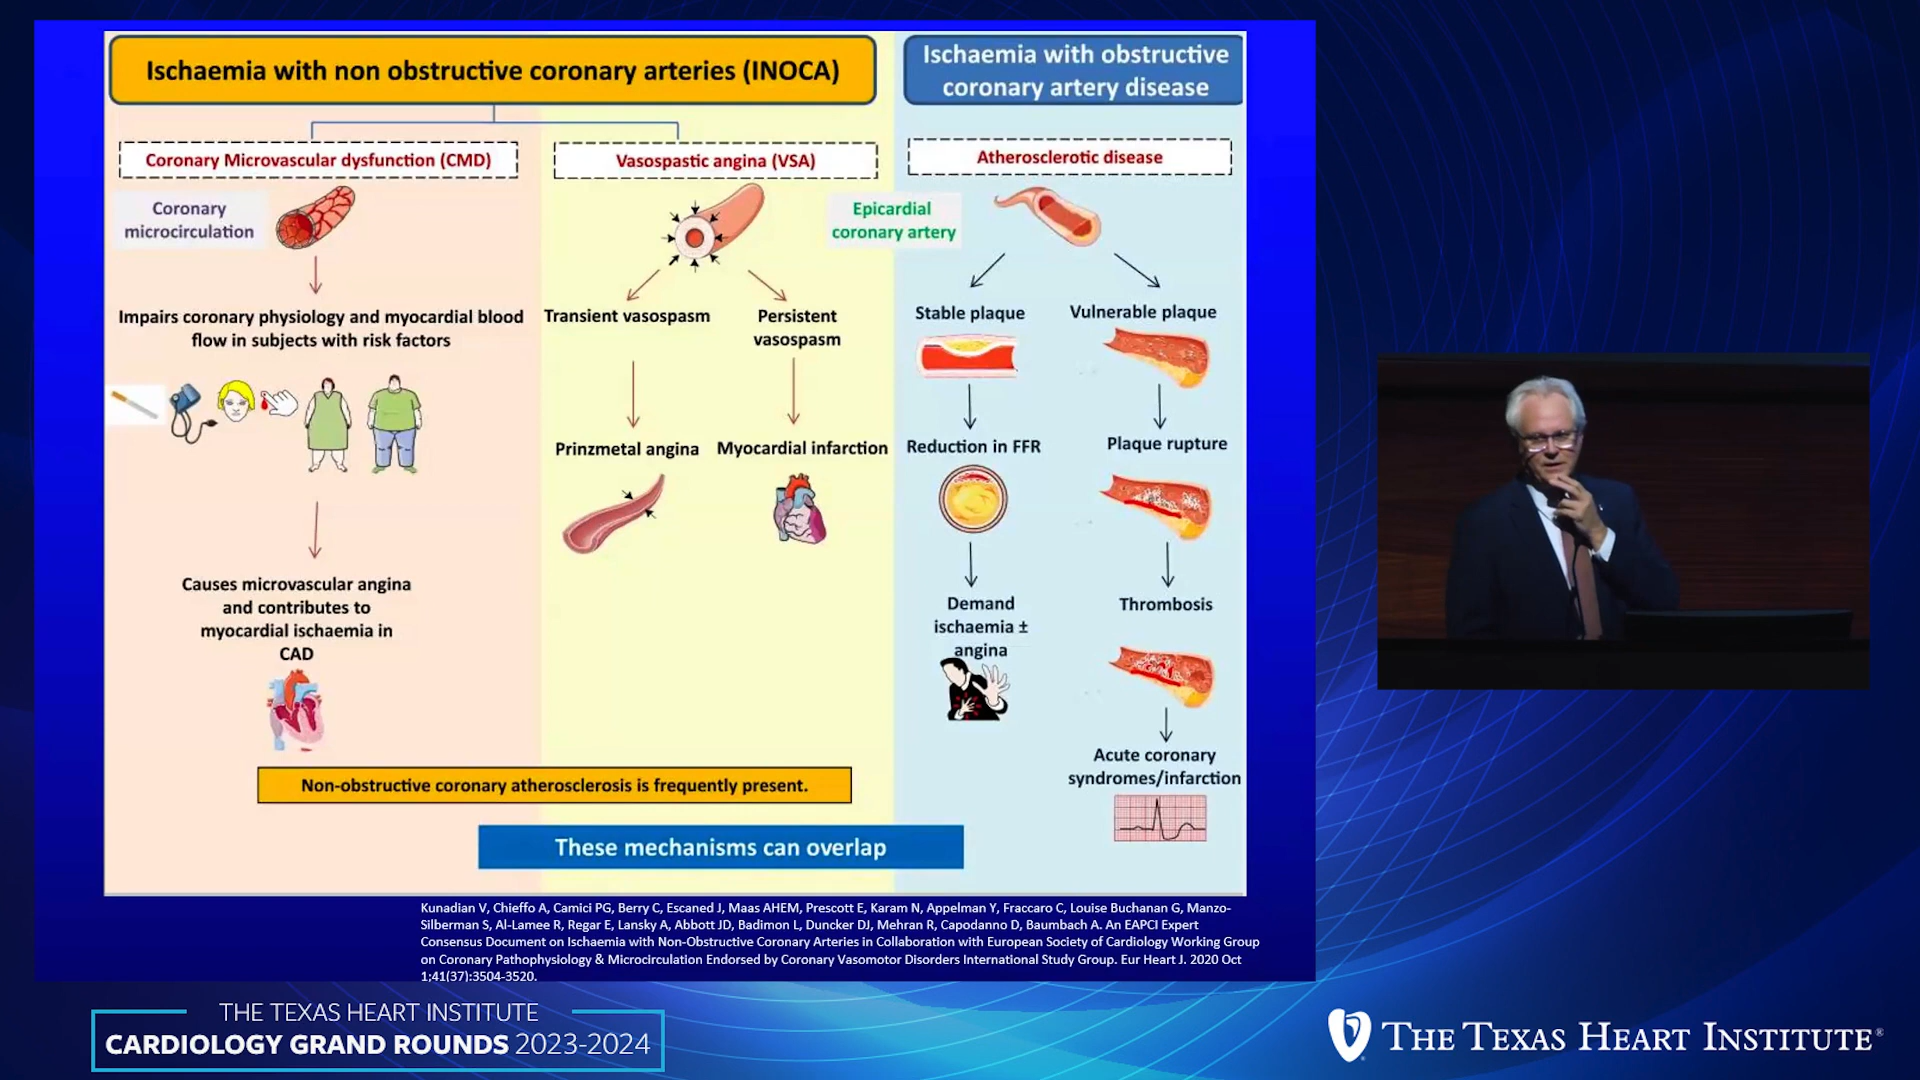 Ischaemia with non obstructive coronary arteries (INOCA)
Ischaemia with obstructive
coronary artery disease
Coronary Microvascular dysfunction (CMD)
Vasospastic angina (VSA)
Atherosclerotic disease
Coronary
microcirculation
Epicardial
coronary artery
Impairs coronary physiology and myocardial blood
flow in subjects with risk factors
Transient vasospasm
Persistent
vasospasm
Stable plaque
Vulnerable plaque
Prinzmetal angina
Myocardial infarction
Reduction in FFR
Plaque rupture
Causes microvascular angina
and contributes to
myocardial ischaemia in
CAD
Demand
ischaemia ±
angina
Thrombosis
Acute coronary
syndromes/infarction
Non-obstructive coronary atherosclerosis is frequently present.
These mechanisms can overlap
Kunadian V, Chieffo A, Camici PG, Berry C, Escaned J, Maas AHEM, Prescott E, Karam N, Appelman Y, Fraccaro C, Louise Buchanan G, Manzo-
Silberman S, Al-Lamee R, Regar E, Lansky A, Abbott JD, Badimon L, Duncker DJ, Mehran R, Capodanno D, Baumbach A. An EAPCI Expert
Consensus Document on Ischaemia with Non-Obstructive Coronary Arteries in Collaboration with European Society of Cardiology Working Group
on Coronary Pathophysiology & Microcirculation Endorsed by Coronary Vasomotor Disorders International Study Group. Eur Heart J. 2020 Oct
1;41(37):3504-3520.
THE TEXAS HEART INSTITUTE
CARDIOLOGY GRAND ROUNDS 2023-2024
THE TEXAS HEART INSTITUTE®